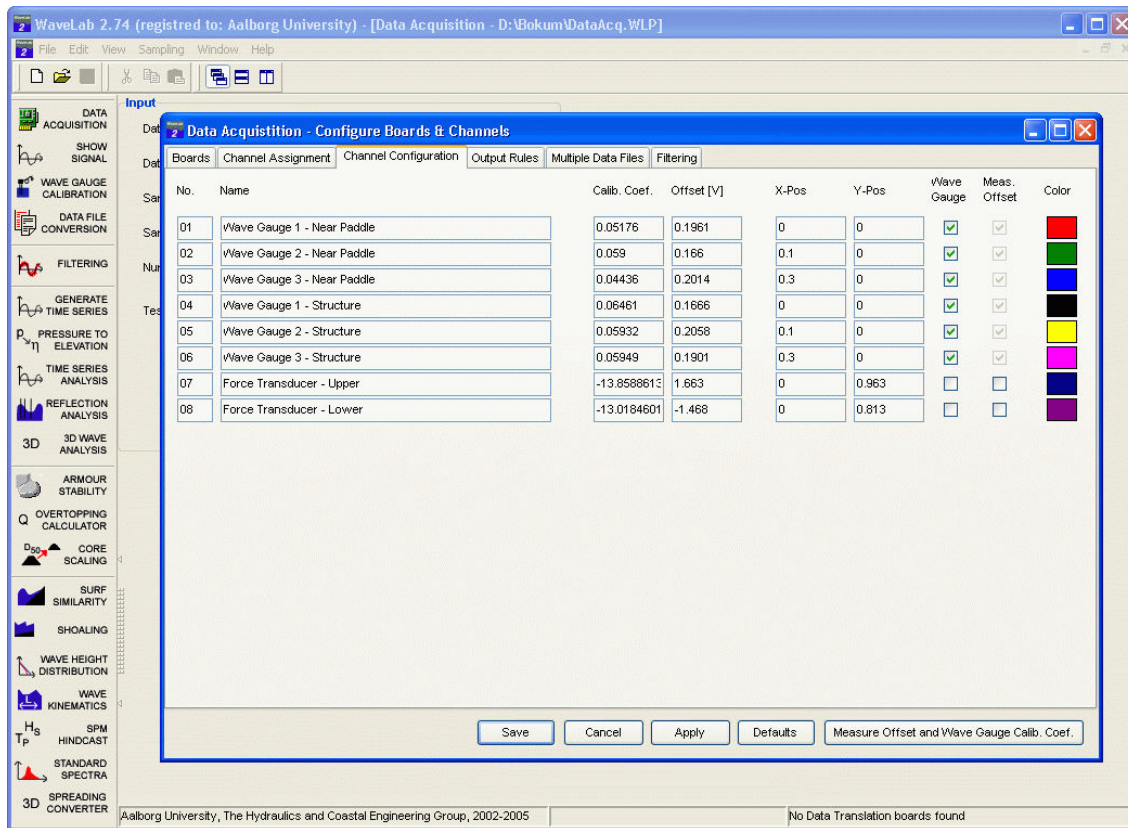 WaveLab 2.74 (registred to: Aalborg University) - [Data Acquisition - D:\Bokum\DataAcq.WLP]
File Edit View Sampling Window Help
DATA
ACQUISITION
SHOW
SIGNAL
WAVE GAUGE
CALIBRATION
DATA FILE
CONVERSION
FILTERING
GENERATE
TIME SERIES
PRESSURE TO
ELEVATION
TIME SERIES
ANALYSIS
REFLECTION
ANALYSIS
3D
3D WAVE
ANALYSIS
ARMOUR
STABILITY
Q
OVERTOPPING
CALCULATOR
D50
CORE
SCALING
SURF
SIMILARITY
SHOALING
WAVE HEIGHT
DISTRIBUTION
L
WAVE
KINEMATICS
Hs
Tp
SPM
HINDCAST
STANDARD
SPECTRA
3D
SPREADING
CONVERTER
Input
Dat
Dat
Sar
Sar
Nur
Tes
Data Acquistition - Configure Boards & Channels
Boards Channel Assignment Channel Configuration Output Rules Multiple Data Files Filtering
No. Name Calib. Coef. Offset [V] X-Pos Y-Pos Wave Gauge Meas. Offset Color
01 Wave Gauge 1 - Near Paddle 0.05176 0.1961 0 0
02 Wave Gauge 2 - Near Paddle 0.059 0.166 0.1 0
03 Wave Gauge 3 - Near Paddle 0.04436 0.2014 0.3 0
04 Wave Gauge 1 - Structure 0.06461 0.1666 0 0
05 Wave Gauge 2 - Structure 0.05932 0.2058 0.1 0
06 Wave Gauge 3 - Structure 0.05949 0.1901 0.3 0
07 Force Transducer - Upper -13.8588613 1.663 0 0.963
08 Force Transducer - Lower -13.0184601 -1.468 0 0.813
Save Cancel Apply Defaults Measure Offset and Wave Gauge Calib. Coef.
Aalborg University, The Hydraulics and Coastal Engineering Group, 2002-2005 No Data Translation boards found